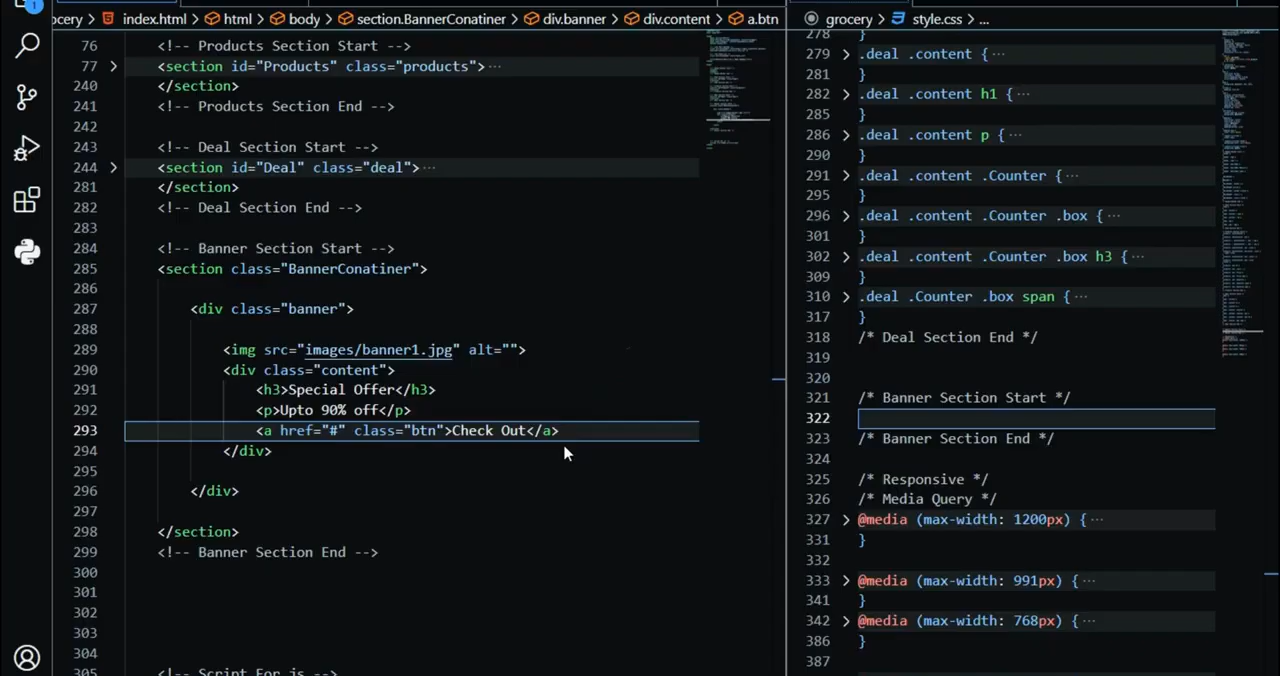 1
ocery > index.html > html > body > section.BannerConatiner > div.banner > div.content > a.btn
76 <!-- Products Section Start -->
77 <section id="Products" class="products"> ...
240 </section>
241 <!-- Products Section End -->
242
243 <!-- Deal Section Start -->
244 <section id="Deal" class="deal"> ...
281 </section>
282 <!-- Deal Section End -->
283
284 <!-- Banner Section Start -->
285 <section class="BannerConatiner">
286
287 <div class="banner">
288
289 <img src="images/banner1.jpg" alt="">
290 <div class="content">
291 <h3>Special Offer</h3>
292 <p>Upto 90% off</p>
293 <a href="#" class="btn">Check Out</a>
294 </div>
295
296 </div>
297
298 </section>
299 <!-- Banner Section End -->
300
301
302
303
304
305 <!-- Script For js -->
grocery > style.css > ...
278 }
279 .deal .content { ...
281 }
282 .deal .content h1 { ...
285 }
286 .deal .content p { ...
290 }
291 .deal .content .Counter { ...
295 }
296 .deal .content .Counter .box { ...
301 }
302 .deal .content .Counter .box h3 { ...
309 }
310 .deal .Counter .box span { ...
317 }
318 /* Deal Section End */
319
320
321 /* Banner Section Start */
322
323 /* Banner Section End */
324
325 /* Responsive */
326 /* Media Query */
327 @media (max-width: 1200px) { ...
331 }
332
333 @media (max-width: 991px) { ...
341 }
342 @media (max-width: 768px) { ...
386 }
387